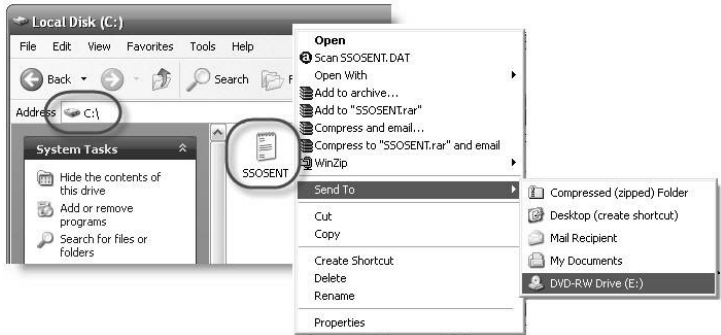 Local Disk (C:)
File Edit View Favorites Tools Help
Back Search F
Address C:\
System Tasks
Hide the contents of
this drive
Add or remove
programs
Search for files or
folders
SSOSENT
Open
Scan SSOSENT.DAT
Open With
Add to archive...
Add to "SSOSENT.rar"
Compress and email...
Compress to "SSOSENT.rar" and email
WinZip
Send To
Cut
Copy
Create Shortcut
Delete
Rename
Properties
Compressed (zipped) Folder
Desktop (create shortcut)
Mail Recipient
My Documents
DVD-RW Drive (E:)